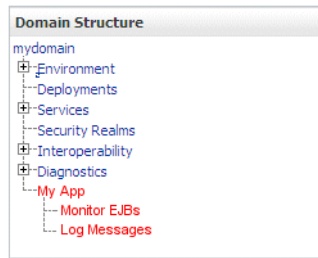 Domain Structure
mydomain
Environment
Deployments
Services
Security Realms
Interoperability
Diagnostics
My App
Monitor EJBs
Log Messages